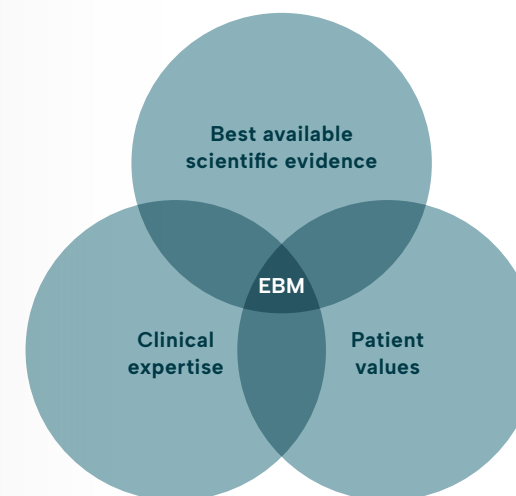 Best available
scientific evidence
EBM
Clinical
expertise
Patient
values